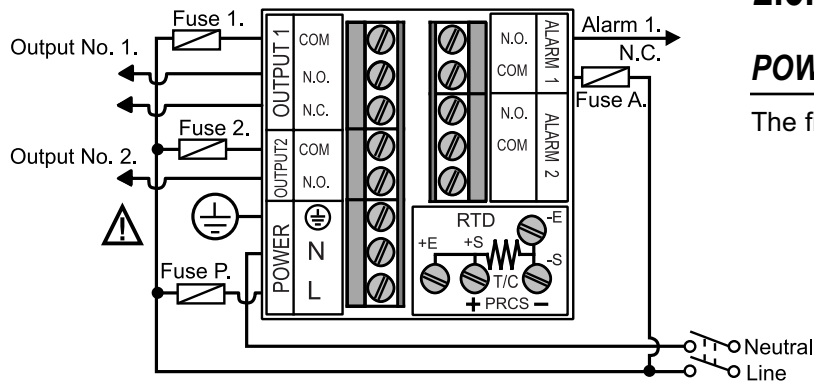 Fuse 1.
Output No. 1.
Fuse 2.
Output No. 2.
Fuse P.
OUTPUT 1
COM
N.O.
N.C.
OUTPUT2
COM
N.O.
POWER
N
L
N.O.
COM
ALARM 1
N.O.
COM
ALARM 2
RTD
-E
+E
+S
-S
T/C
+ PRCS −
Alarm 1.
N.C.
Fuse A.
Neutral
Line
POW
The f